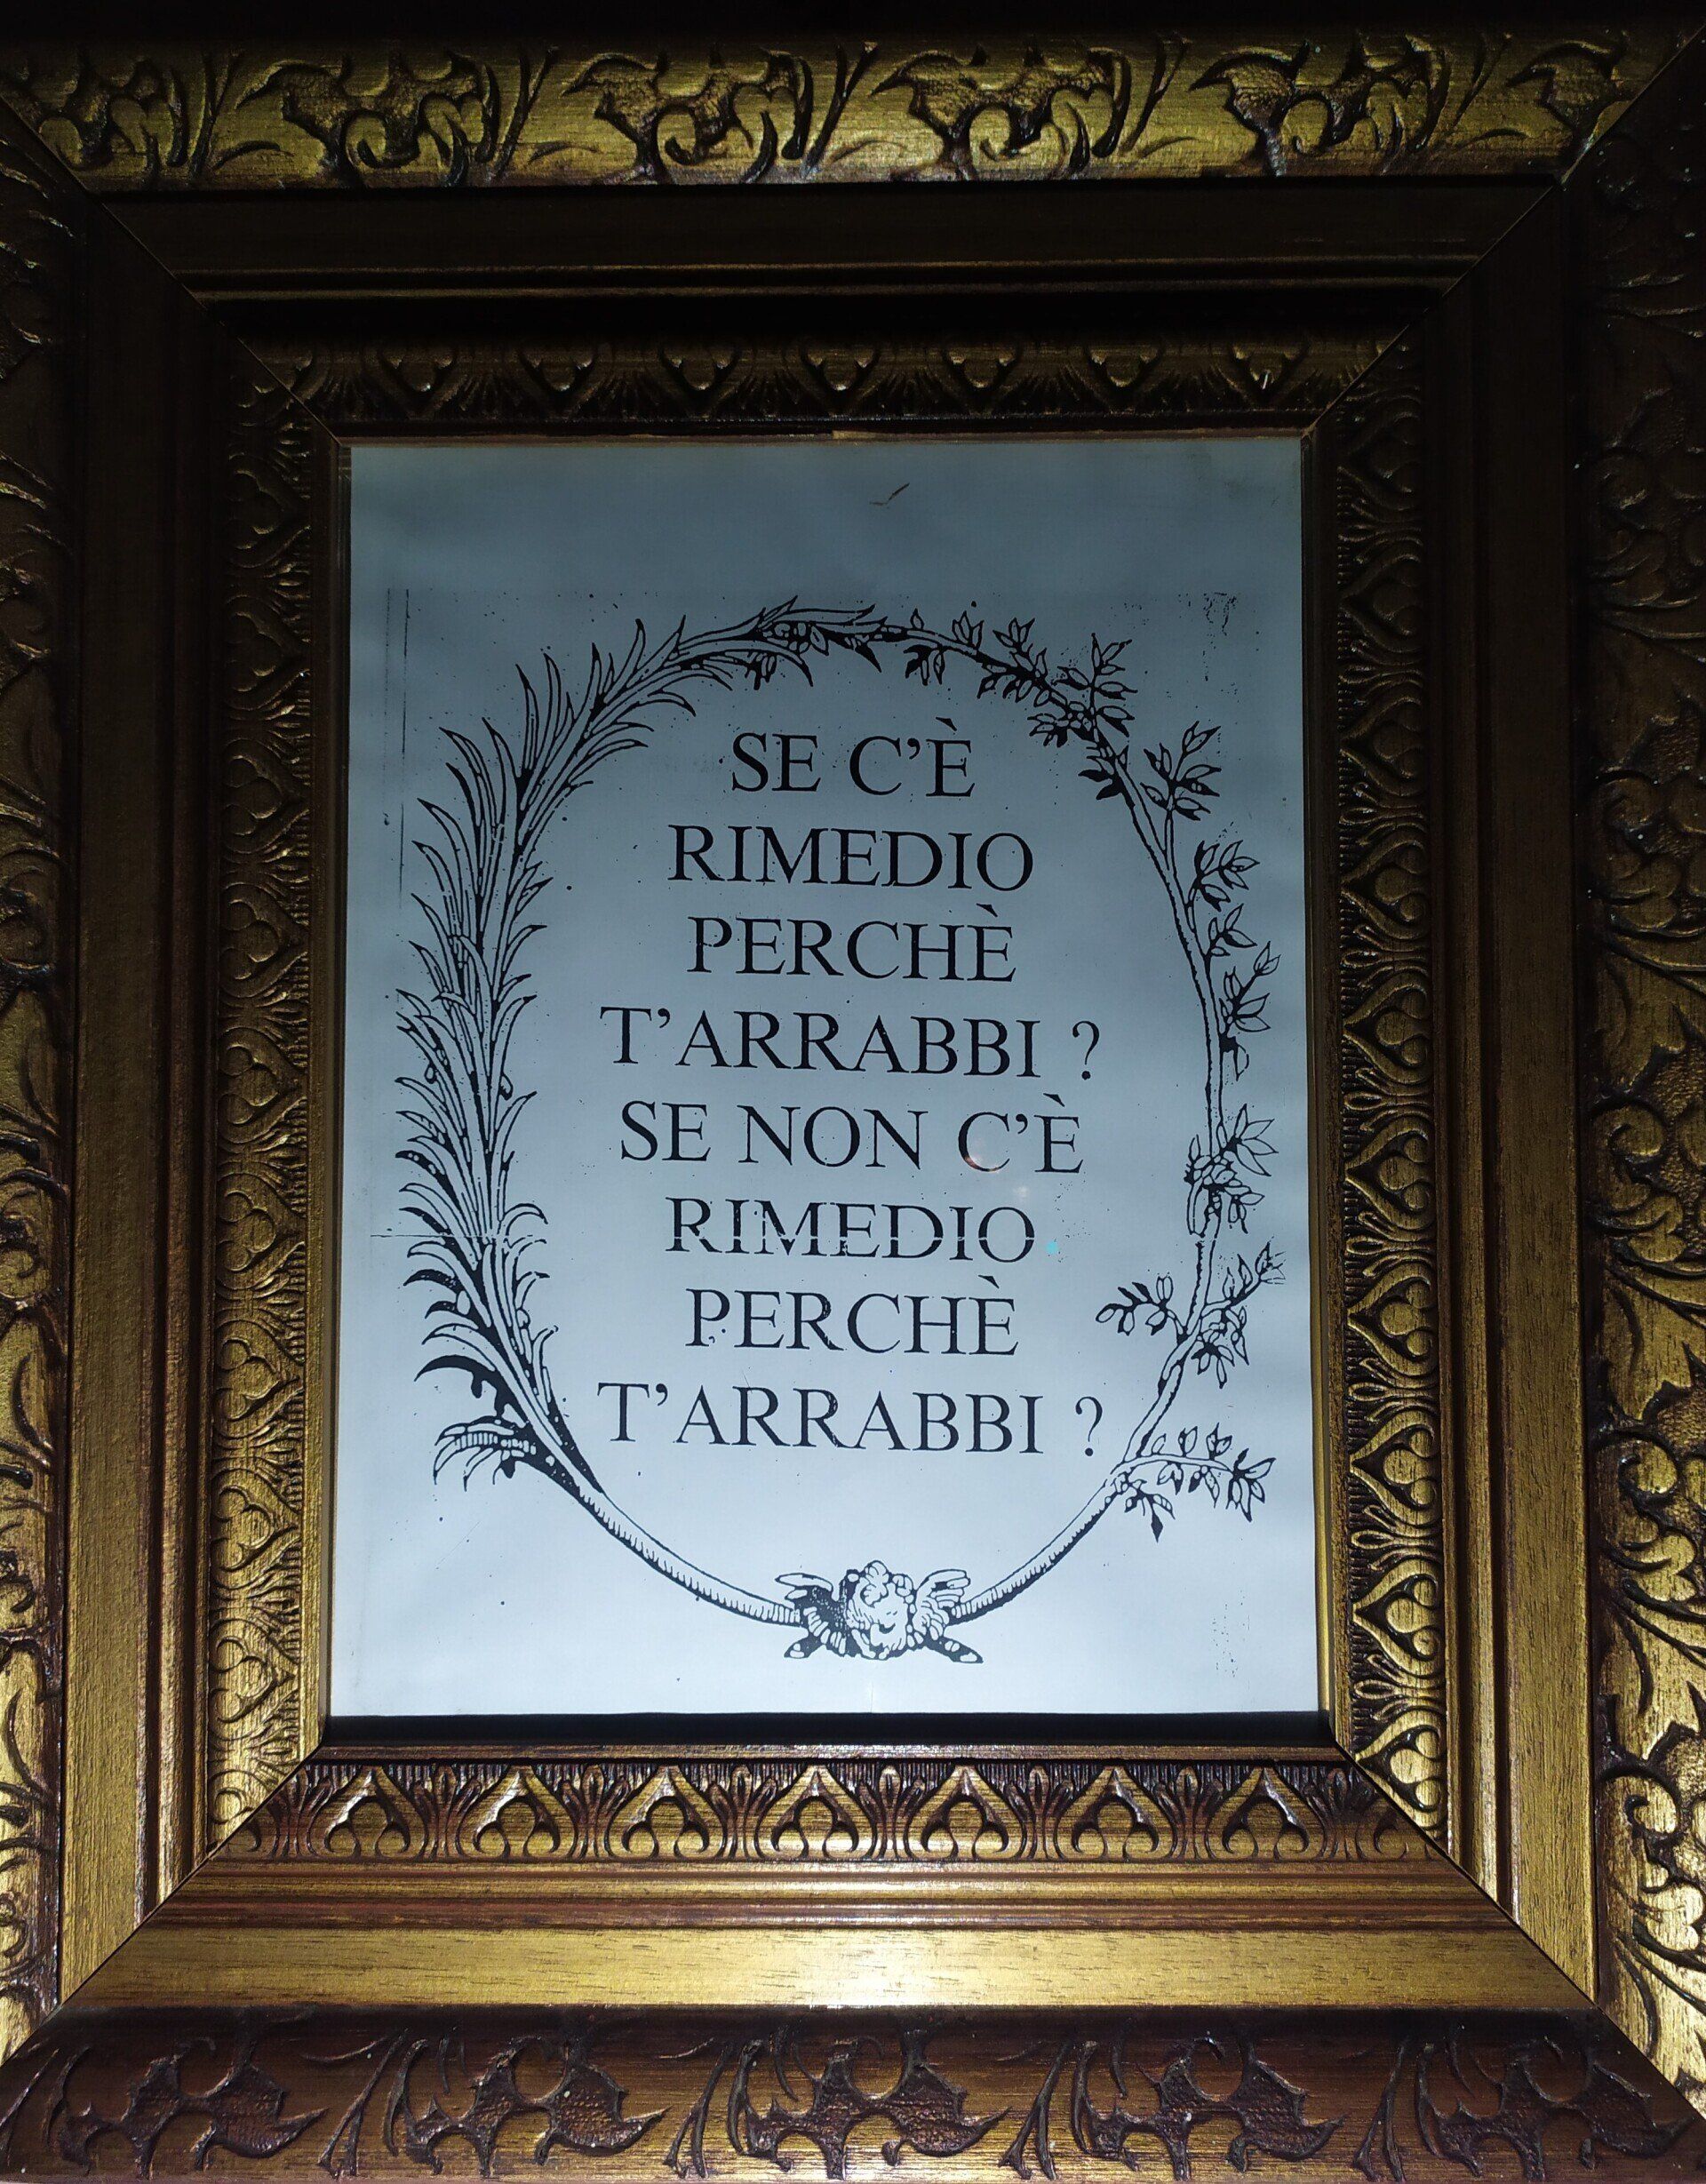 SE C'È
RIMEDIO
PERCHÈ
T'ARRABBI ?
SE NON C'È
RIMEDIO
PERCHÈ
T'ARRABBI ?